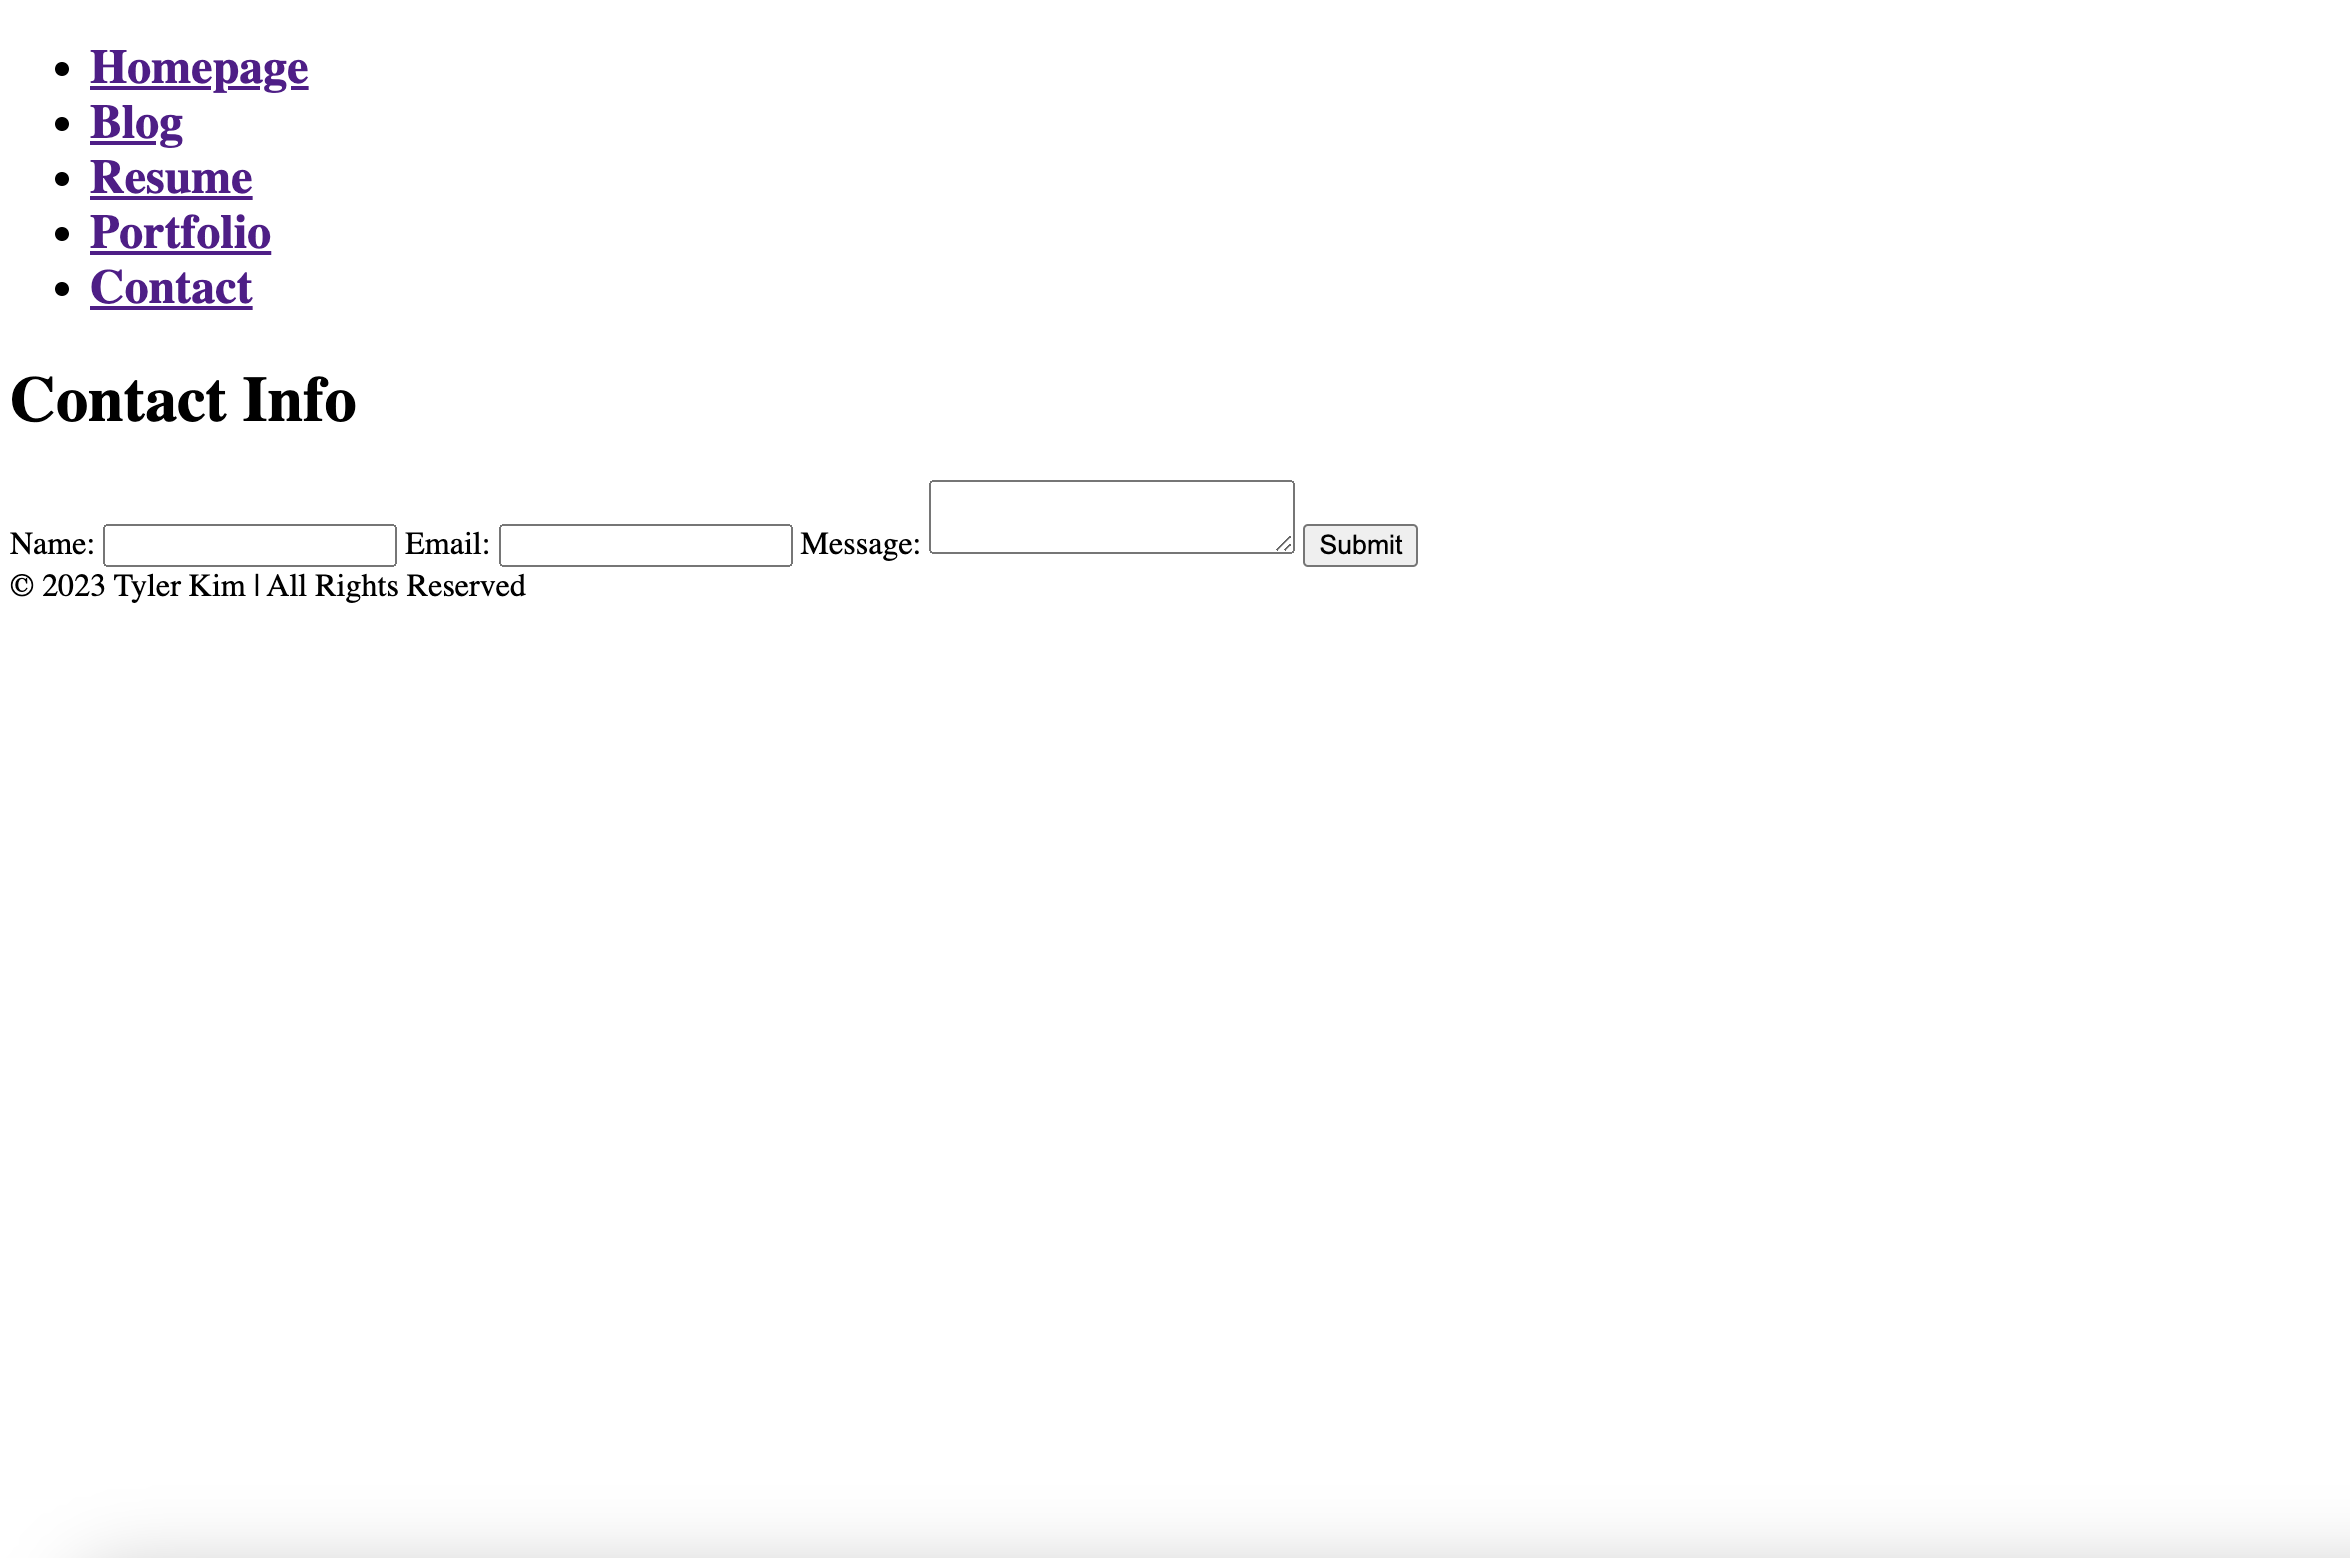 Homepage
Blog
Resume
Portfolio
Contact
Contact Info
Name: Email: Message: Submit
© 2023 Tyler Kim | All Rights Reserved